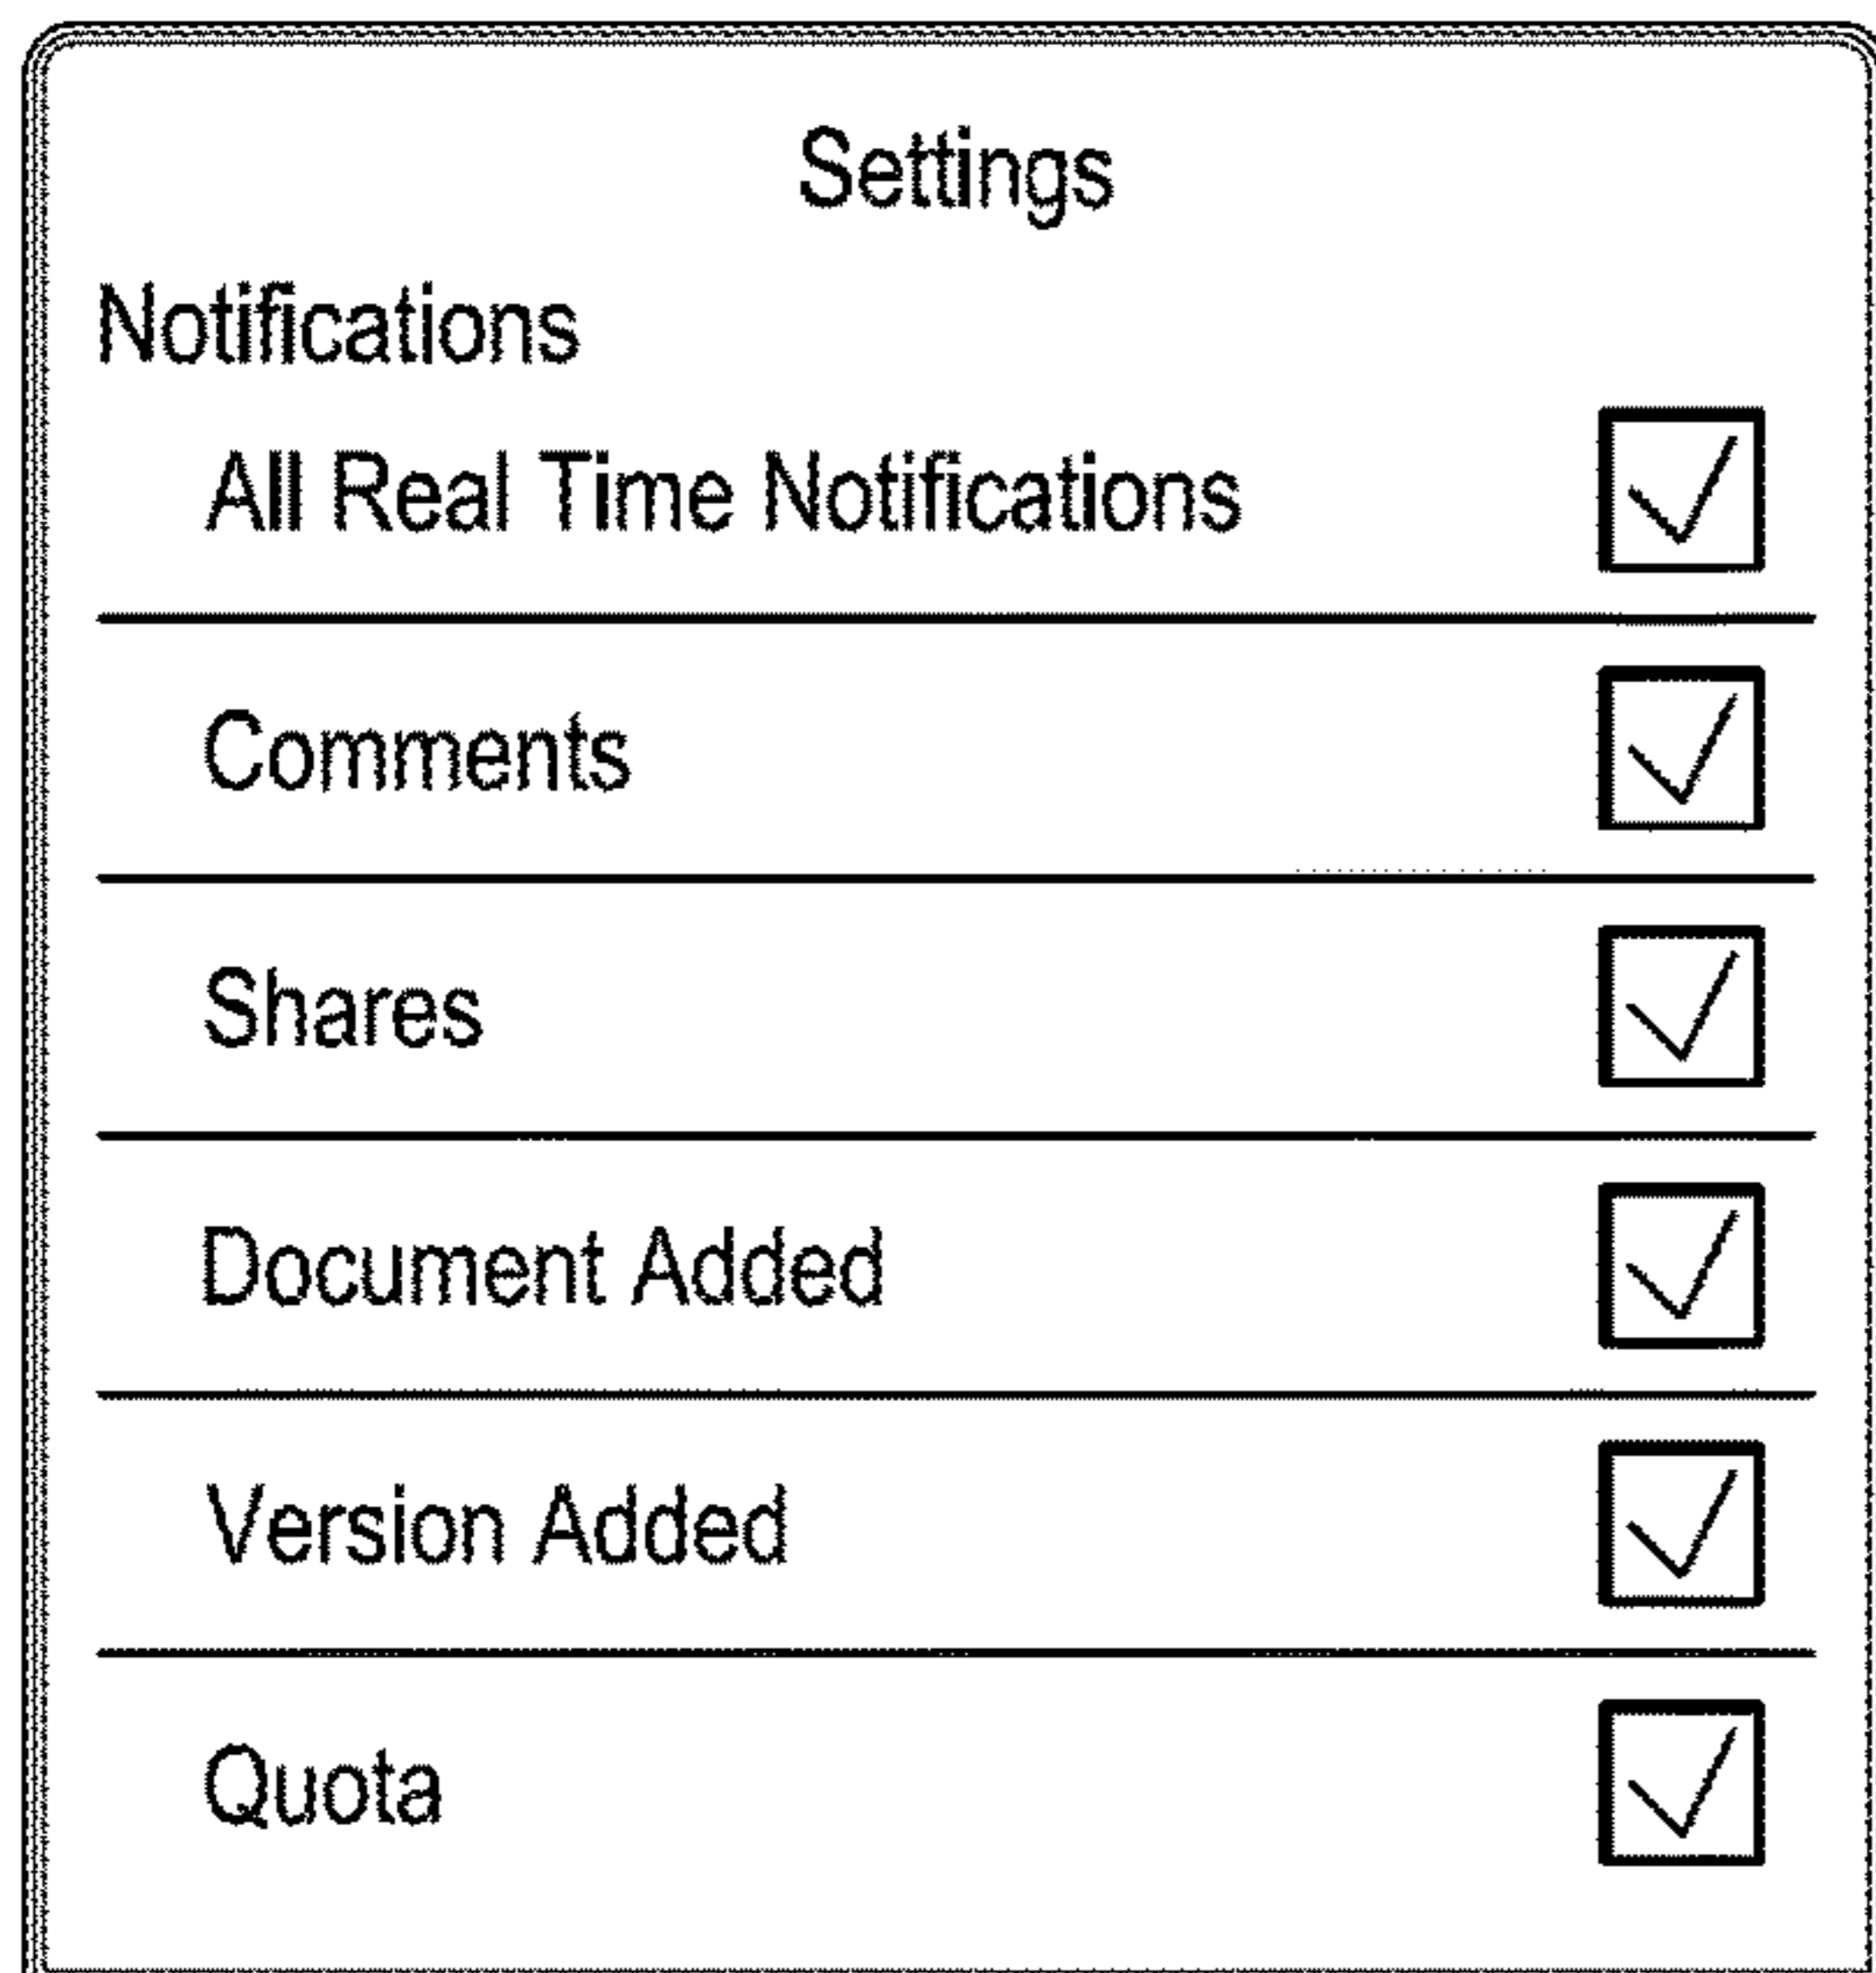 Settings
Notifications
All Real Time Notifications
Comments
Shares
Document Added
Version Added
Quota